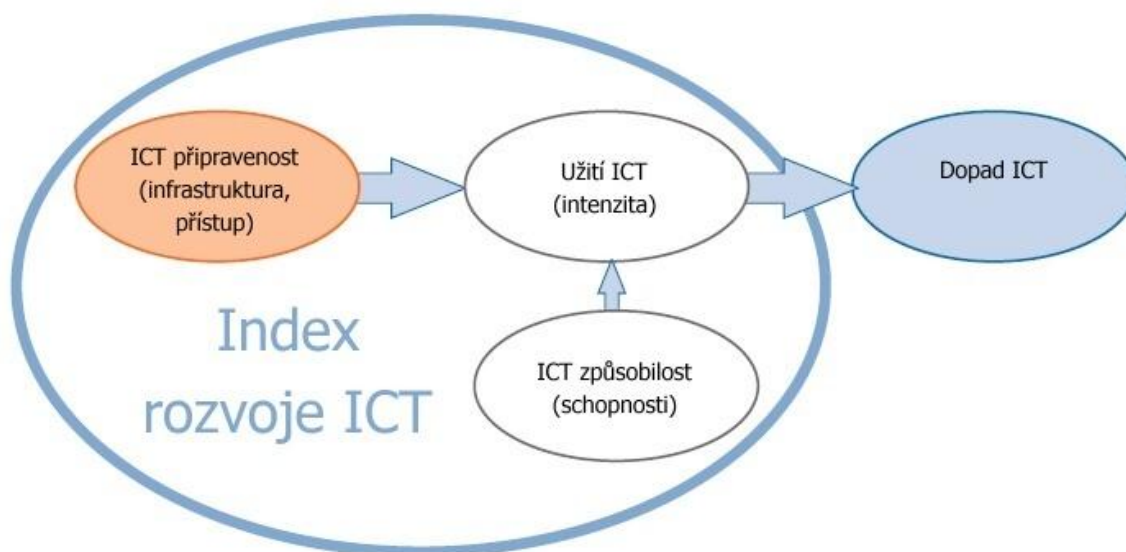 ICT připravenost
(infrastruktura,
přístup)
Užití ICT
(intenzita)
Dopad ICT
Index
rozvoje ICT
ICT způsobilost
(schopnosti)